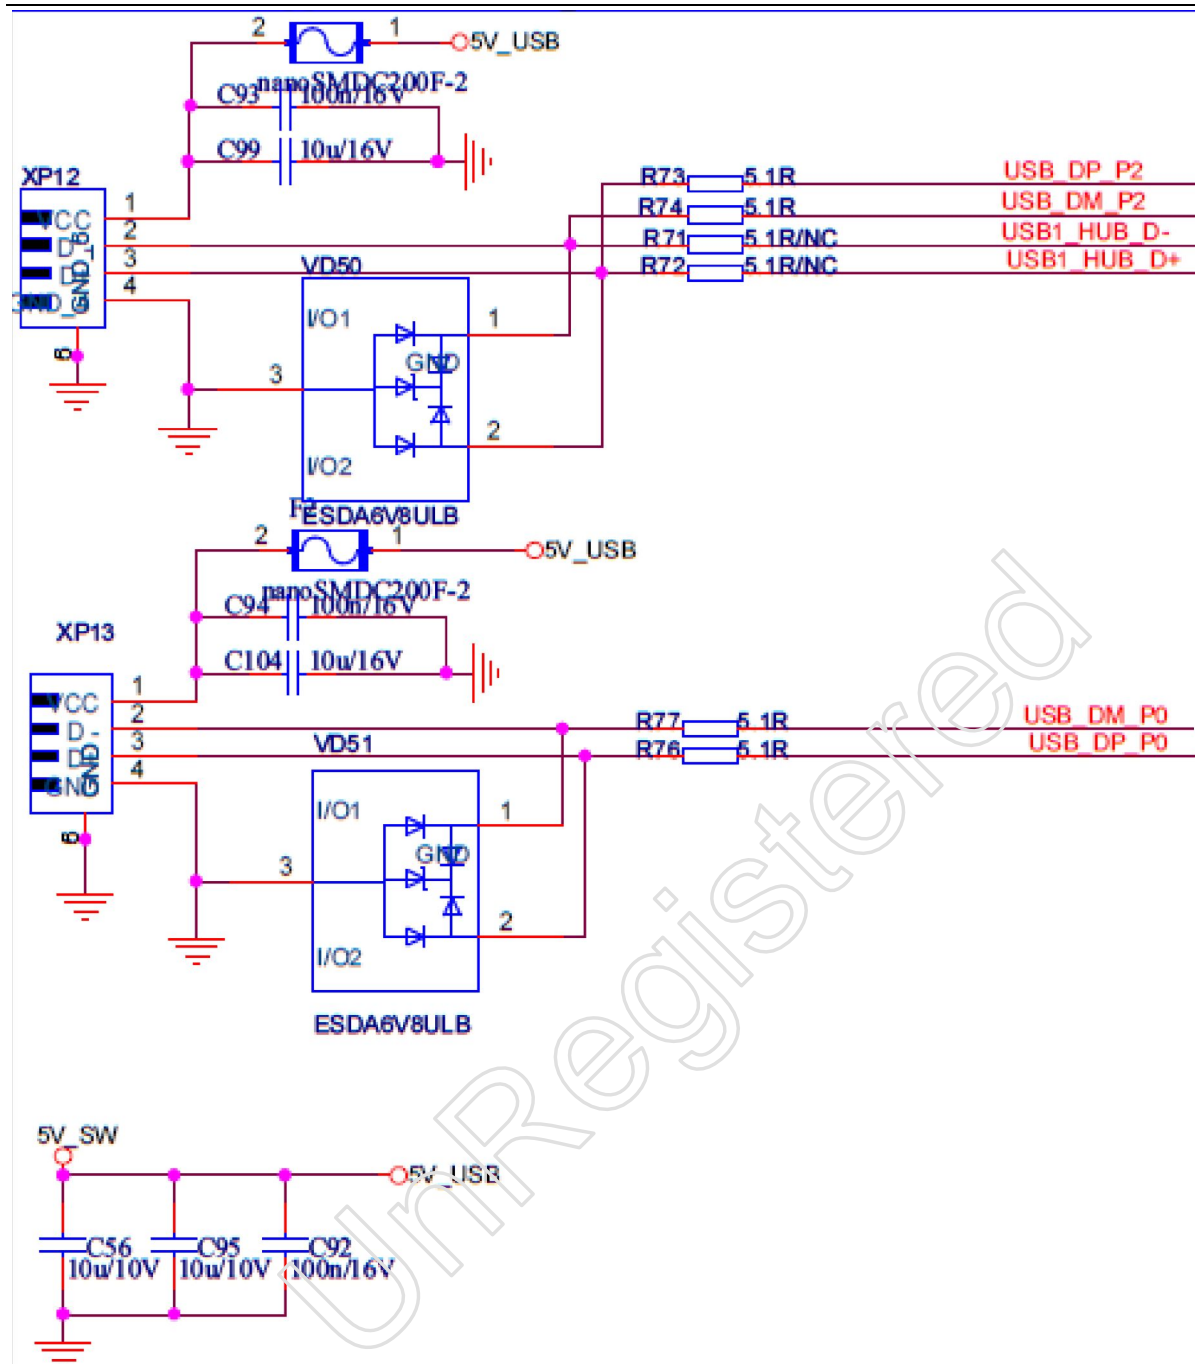 2 1 5V_USB
nanoSMDC200F-2
C93 100n/16V
C99 10u/16V
XP12
R73 5.1R USB_DP_P2
R74 5.1R USB_DM_P2
R71 5.1R/NC USB1_HUB_D-
R72 5.1R/NC USB1_HUB_D+
1
2
3
4
VCC
VD50
I/O1
1
GND
3
2
I/O2
ESDA6V8ULB
2 1 5V_USB
nanoSMDC200F-2
C94 100n/16V
C104 10u/16V
XP13
1
2
3
4
VCC
D-
GND
R77 5.1R USB_DM_P0
R76 5.1R USB_DP_P0
VD51
I/O1
1
GND
3
2
I/O2
ESDA6V8ULB
5V_SW
5V_USB
C56 C95 C92
10u/10V 10u/10V 100n/16V
UnRegistered